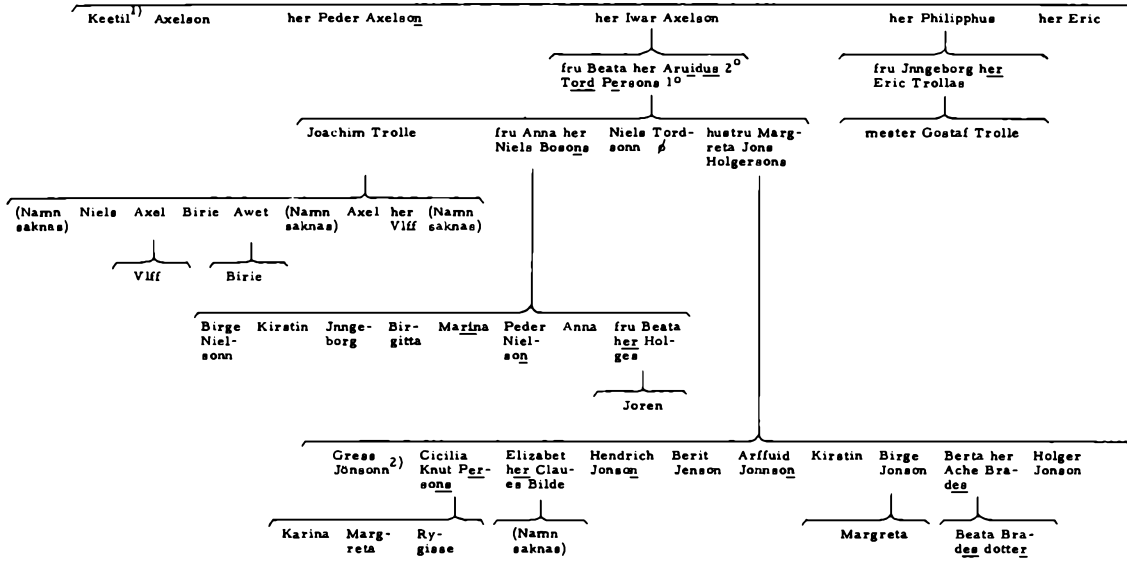 Keetil1) Axelson her Peder Axelson her Iwar Axelson her Philipphus her Eric
fru Beata her Aruidus 2o fru Jnngeborg her
Tord Persons 1o Eric Trollas
Joachim Trolle fru Anna her Niels Tord- hustru Marg- mester Gostaf Trolle
Niels Bosons sonn ø reta Jons
Holgersons
(Namn Niels Axel Birie Awet (Namn Axel her (Namn
saknas) saknas) Vlff saknas)
Vlff Birie
Birge Kirstin Jnnge- Bir- Marina Peder Anna fru Beata
Niel- borg gitta Niel- her Hol-
sonn son ges
Joren
Gress Cicilia Elizabet Hendrich Berit Arffuid Kirstin Birge Berta her Holger
Jönsonn2) Knut Per- her Clau- Jonson Jenson Jonnson Jonson Ache Bra- Jonson
sons es Bilde des
Karina Marg- Ry- (Namn Margreta Beata Bra-
reta gisse saknas) des dotter